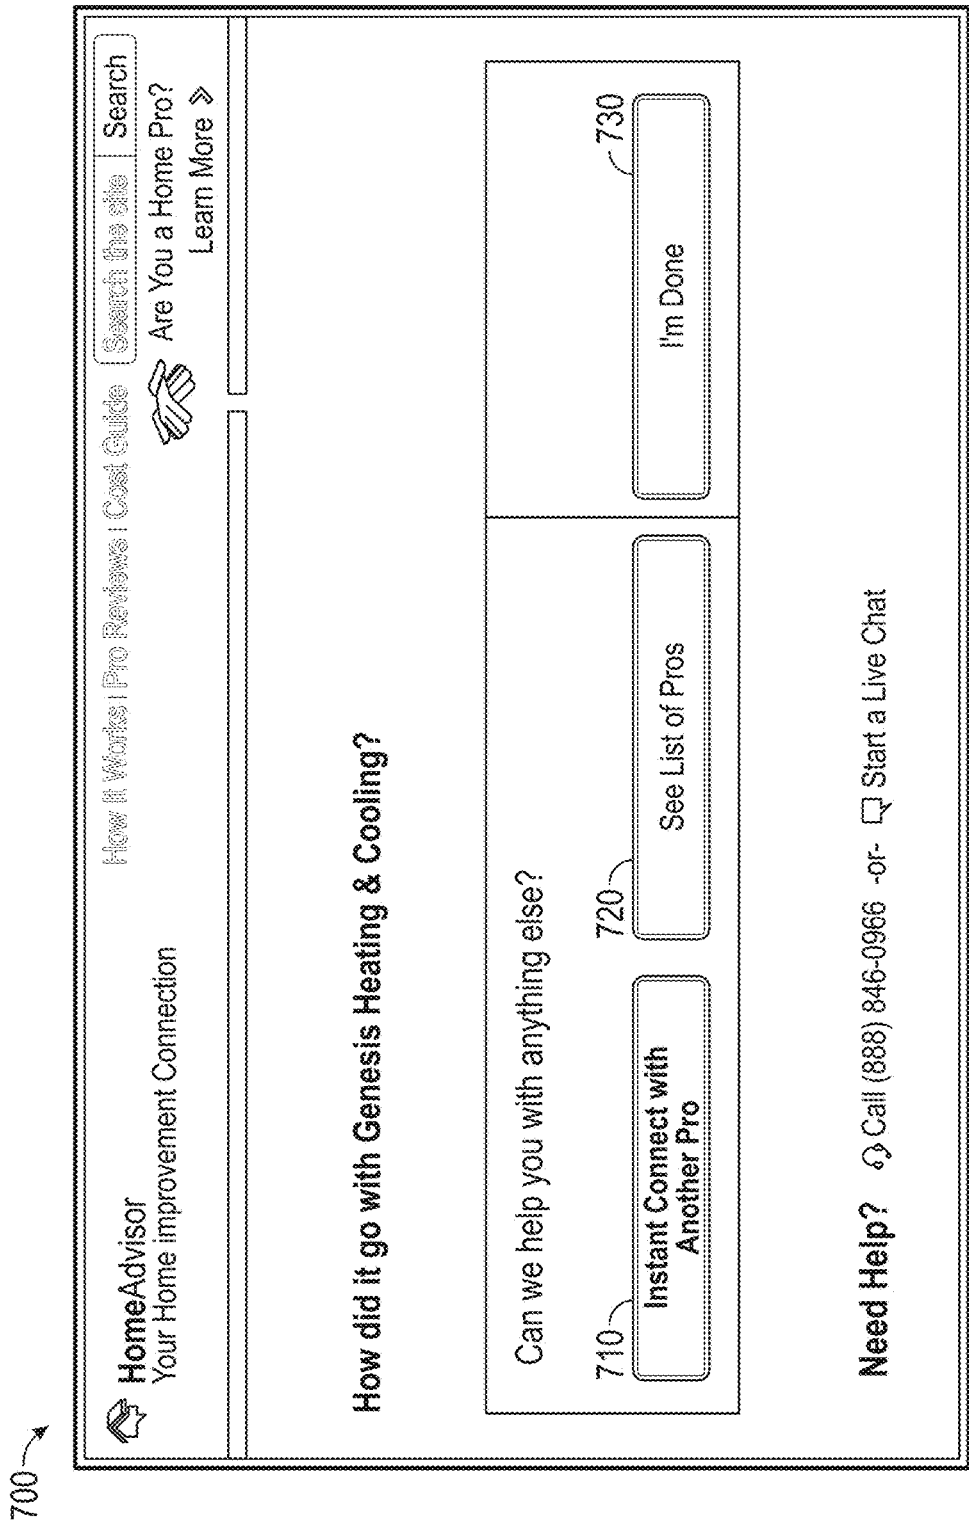 700
HomeAdvisor
Your Home improvement Connection
How It Works | Pro Reviews | Cost Guide
Search the site
Search
Are You a Home Pro?
Learn More »
How did it go with Genesis Heating & Cooling?
Can we help you with anything else?
710
Instant Connect with
Another Pro
720
See List of Pros
730
I'm Done
Need Help? Call (888) 846-0966 -or- Start a Live Chat